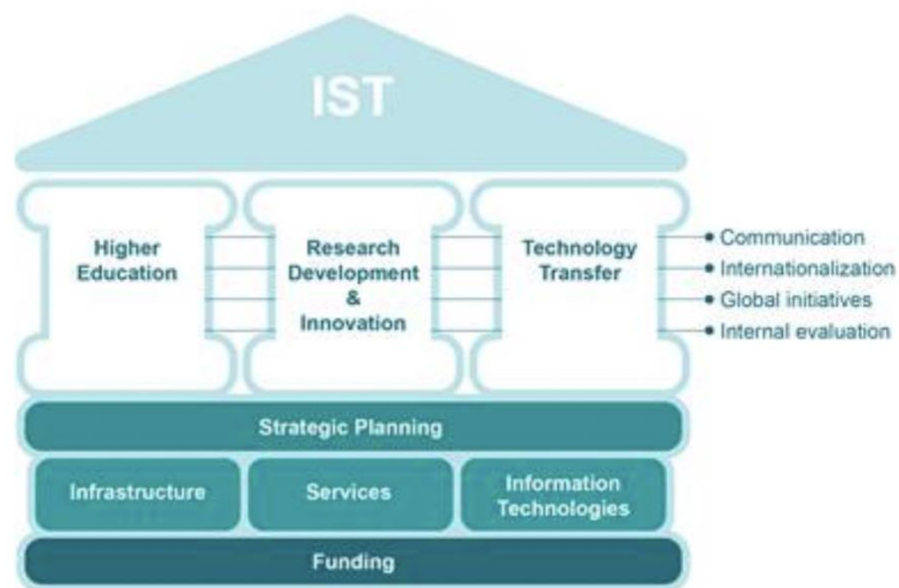 IST
Higher
Education
Research
Development
&
Innovation
Technology
Transfer
Communication
Internationalization
Global initiatives
Internal evaluation
Strategic Planning
Infrastructure
Services
Information
Technologies
Funding